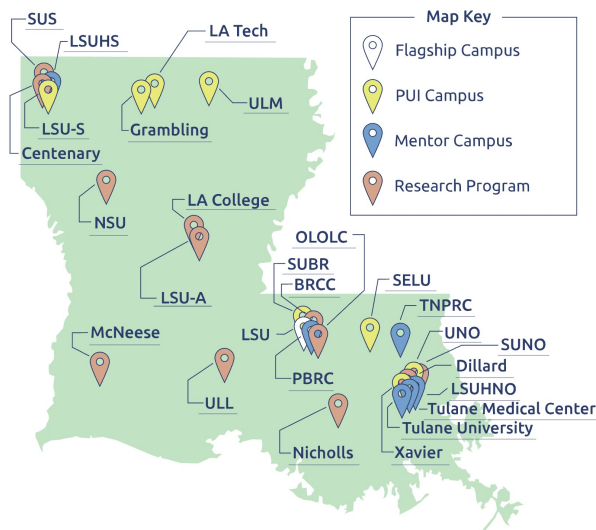 SUS
LSUHS
LA Tech
ULM
Grambling
LSU-S
Centenary
NSU
LA College
LSU-A
OLOLC
SUBR
BRCC
SELU
TNPRC
LSU
UNO
SUNO
McNeese
Dillard
PBRC
LSUHNO
ULL
Tulane Medical Center
Tulane University
Nicholls
Xavier
Map Key
Flagship Campus
PUI Campus
Mentor Campus
Research Program